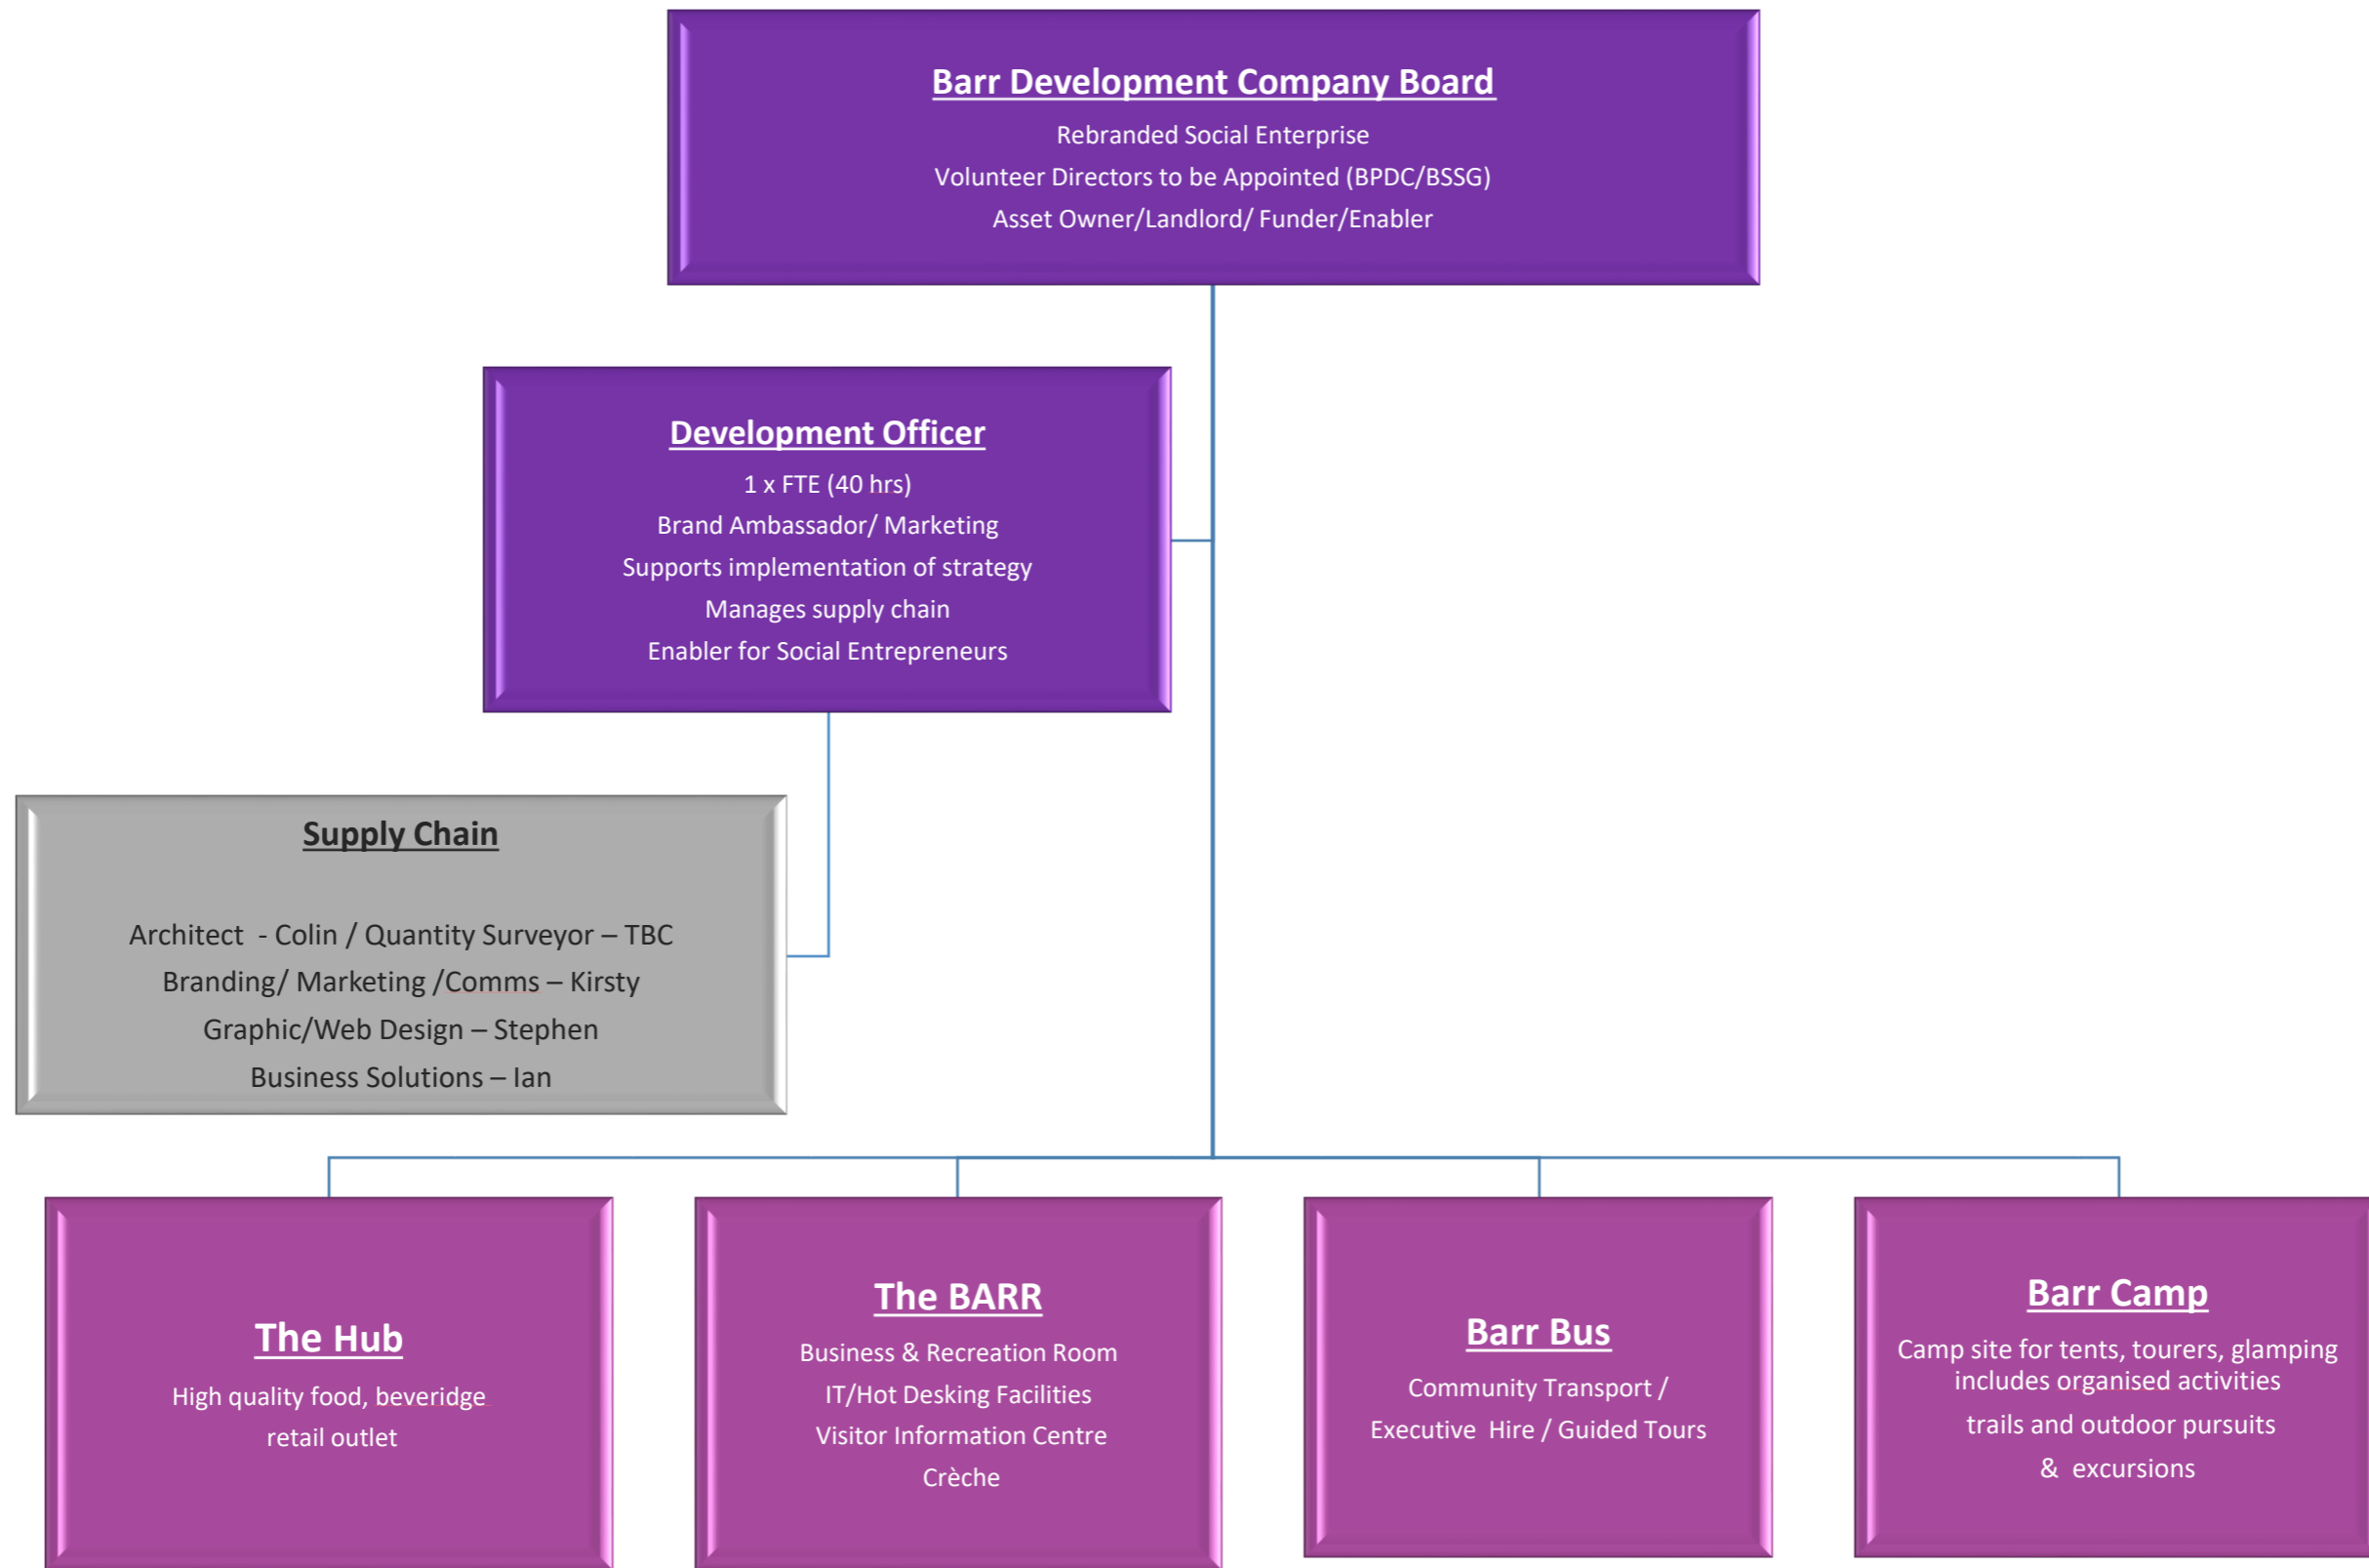 Barr Development Company Board
Rebranded Social Enterprise
Volunteer Directors to be Appointed (BPDC/BSSG)
Asset Owner/Landlord/ Funder/Enabler
Development Officer
1 x FTE (40 hrs)
Brand Ambassador/ Marketing
Supports implementation of strategy
Manages supply chain
Enabler for Social Entrepreneurs
Supply Chain
Architect  - Colin / Quantity Surveyor – TBC
Branding/ Marketing /Comms – Kirsty
Graphic/Web Design – Stephen
Business Solutions – Ian
The Hub
High quality food, beveridge
retail outlet
The BARR
Business & Recreation Room
IT/Hot Desking Facilities
Visitor Information Centre
Crèche
Barr Bus
Community Transport /
Executive  Hire / Guided Tours
Barr Camp
Camp site for tents, tourers, glamping
includes organised activities
trails and outdoor pursuits
&  excursions